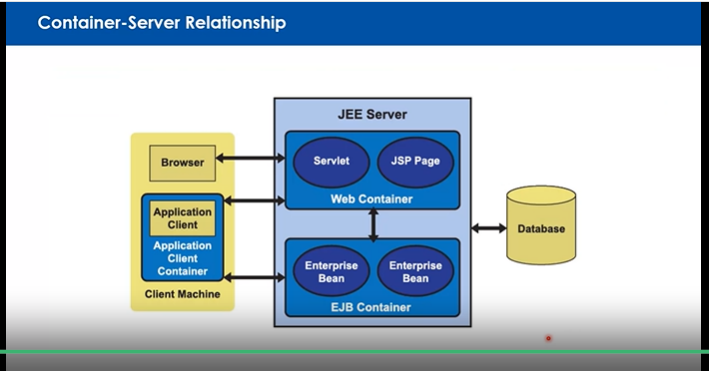 Container-Server Relationship
JEE Server
Browser
Servlet
JSP Page
Web Container
Application
Client
Application
Client
Container
Client Machine
Enterprise
Bean
Enterprise
Bean
EJB Container
Database